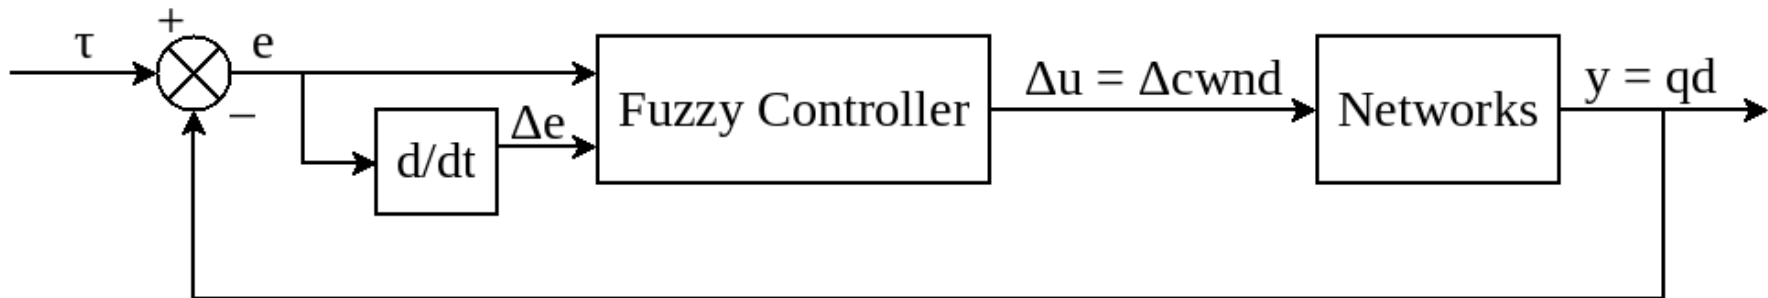 +
τ
e
−
d/dt
Δe
Fuzzy Controller
Δu = Δcwnd
Networks
y = qd